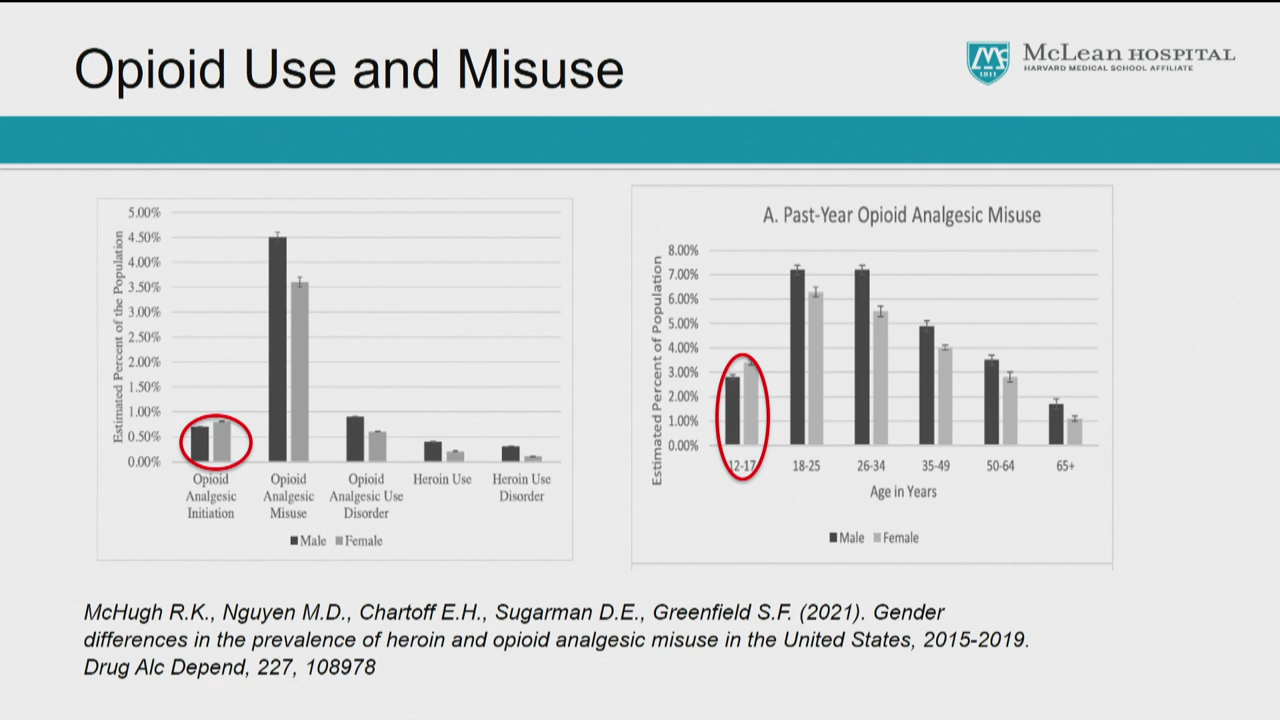 Opioid Use and Misuse
McLean HOSPITAL
HARVARD MEDICAL SCHOOL AFFILIATE
1811
Estimated Percent of the Population
5.00%
4.50%
4.00%
3.50%
3.00%
2.50%
2.00%
1.50%
1.00%
0.50%
0.00%
Opioid Analgesic Initiation
Opioid Analgesic Misuse
Opioid Analgesic Use Disorder
Heroin Use
Heroin Use Disorder
Male Female
A. Past-Year Opioid Analgesic Misuse
Estimated Percent of Population
8.00%
7.00%
6.00%
5.00%
4.00%
3.00%
2.00%
1.00%
0.00%
12-17 18-25 26-34 35-49 50-64 65+
Age in Years
Male Female
McHugh R.K., Nguyen M.D., Chartoff E.H., Sugarman D.E., Greenfield S.F. (2021). Gender
differences in the prevalence of heroin and opioid analgesic misuse in the United States, 2015-2019.
Drug Alc Depend, 227, 108978